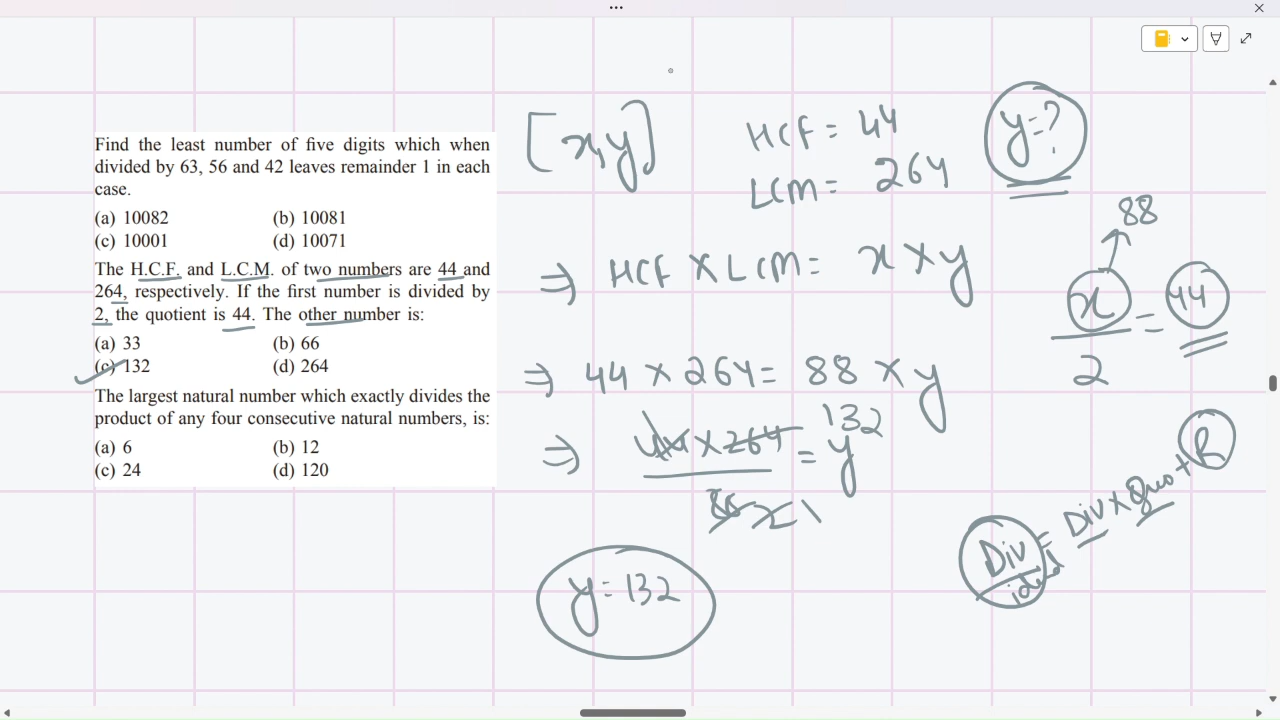 Find the least number of five digits which when
divided by 63, 56 and 42 leaves remainder 1 in each
case.
(a) 10082 (b) 10081
(c) 10001 (d) 10071
The H.C.F. and L.C.M. of two numbers are 44 and
264, respectively. If the first number is divided by
2, the quotient is 44. The other number is:
(a) 33 (b) 66
(c) 132 (d) 264
The largest natural number which exactly divides the
product of any four consecutive natural numbers, is:
(a) 6 (b) 12
(c) 24 (d) 120
[x,y]
HCF = 44
LCM = 264
y=?
⇒ HCF X LCM = x X y
88
x/2 = 44
⇒ 44 X 264 = 88 X y
132
⇒ 44 X 264 = y
88
y = 132
Dividend = Div X Quo + R